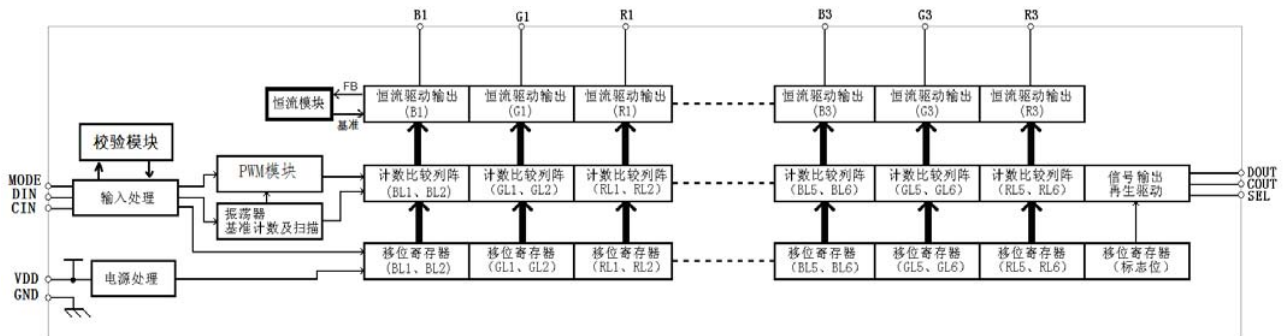 B1 G1 R1 B3 G3 R3
恒流模块
FB
基准
恒流驱动输出 恒流驱动输出 恒流驱动输出 恒流驱动输出 恒流驱动输出 恒流驱动输出
(B1) (G1) (R1) (B3) (G3) (R3)
校验模块
MODE
DIN
CIN
输入处理
PWM模块
振荡器
基准计数及扫描
计数比较列阵 计数比较列阵 计数比较列阵 计数比较列阵 计数比较列阵 计数比较列阵 信号输出
(BL1、BL2) (GL1、GL2) (RL1、RL2) (BL5、BL6) (GL5、GL6) (RL5、RL6) 再生驱动
DOUT
COUT
SEL
移位寄存器 移位寄存器 移位寄存器 移位寄存器 移位寄存器 移位寄存器 移位寄存器
(BL1、BL2) (GL1、GL2) (RL1、RL2) (BL5、BL6) (GL5、GL6) (RL5、RL6) (标志位)
VDD
GND
电源处理